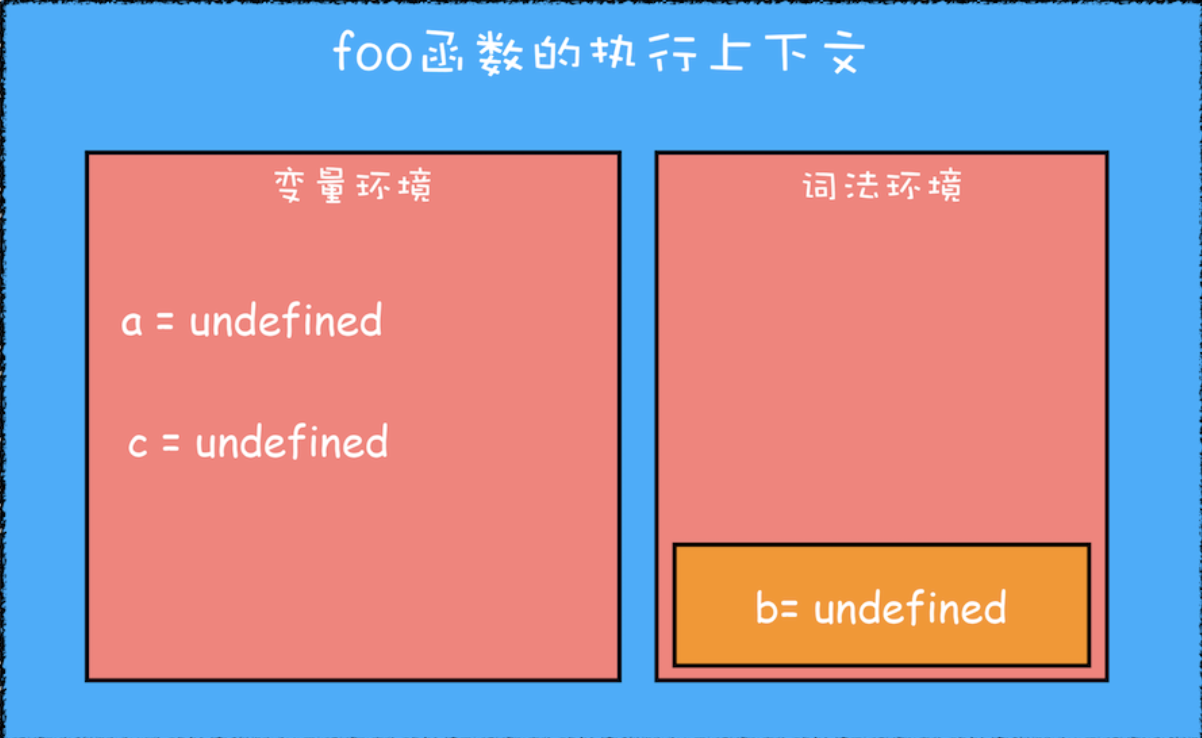 foo函数的执行上下文
变量环境
a = undefined
c = undefined
词法环境
b= undefined